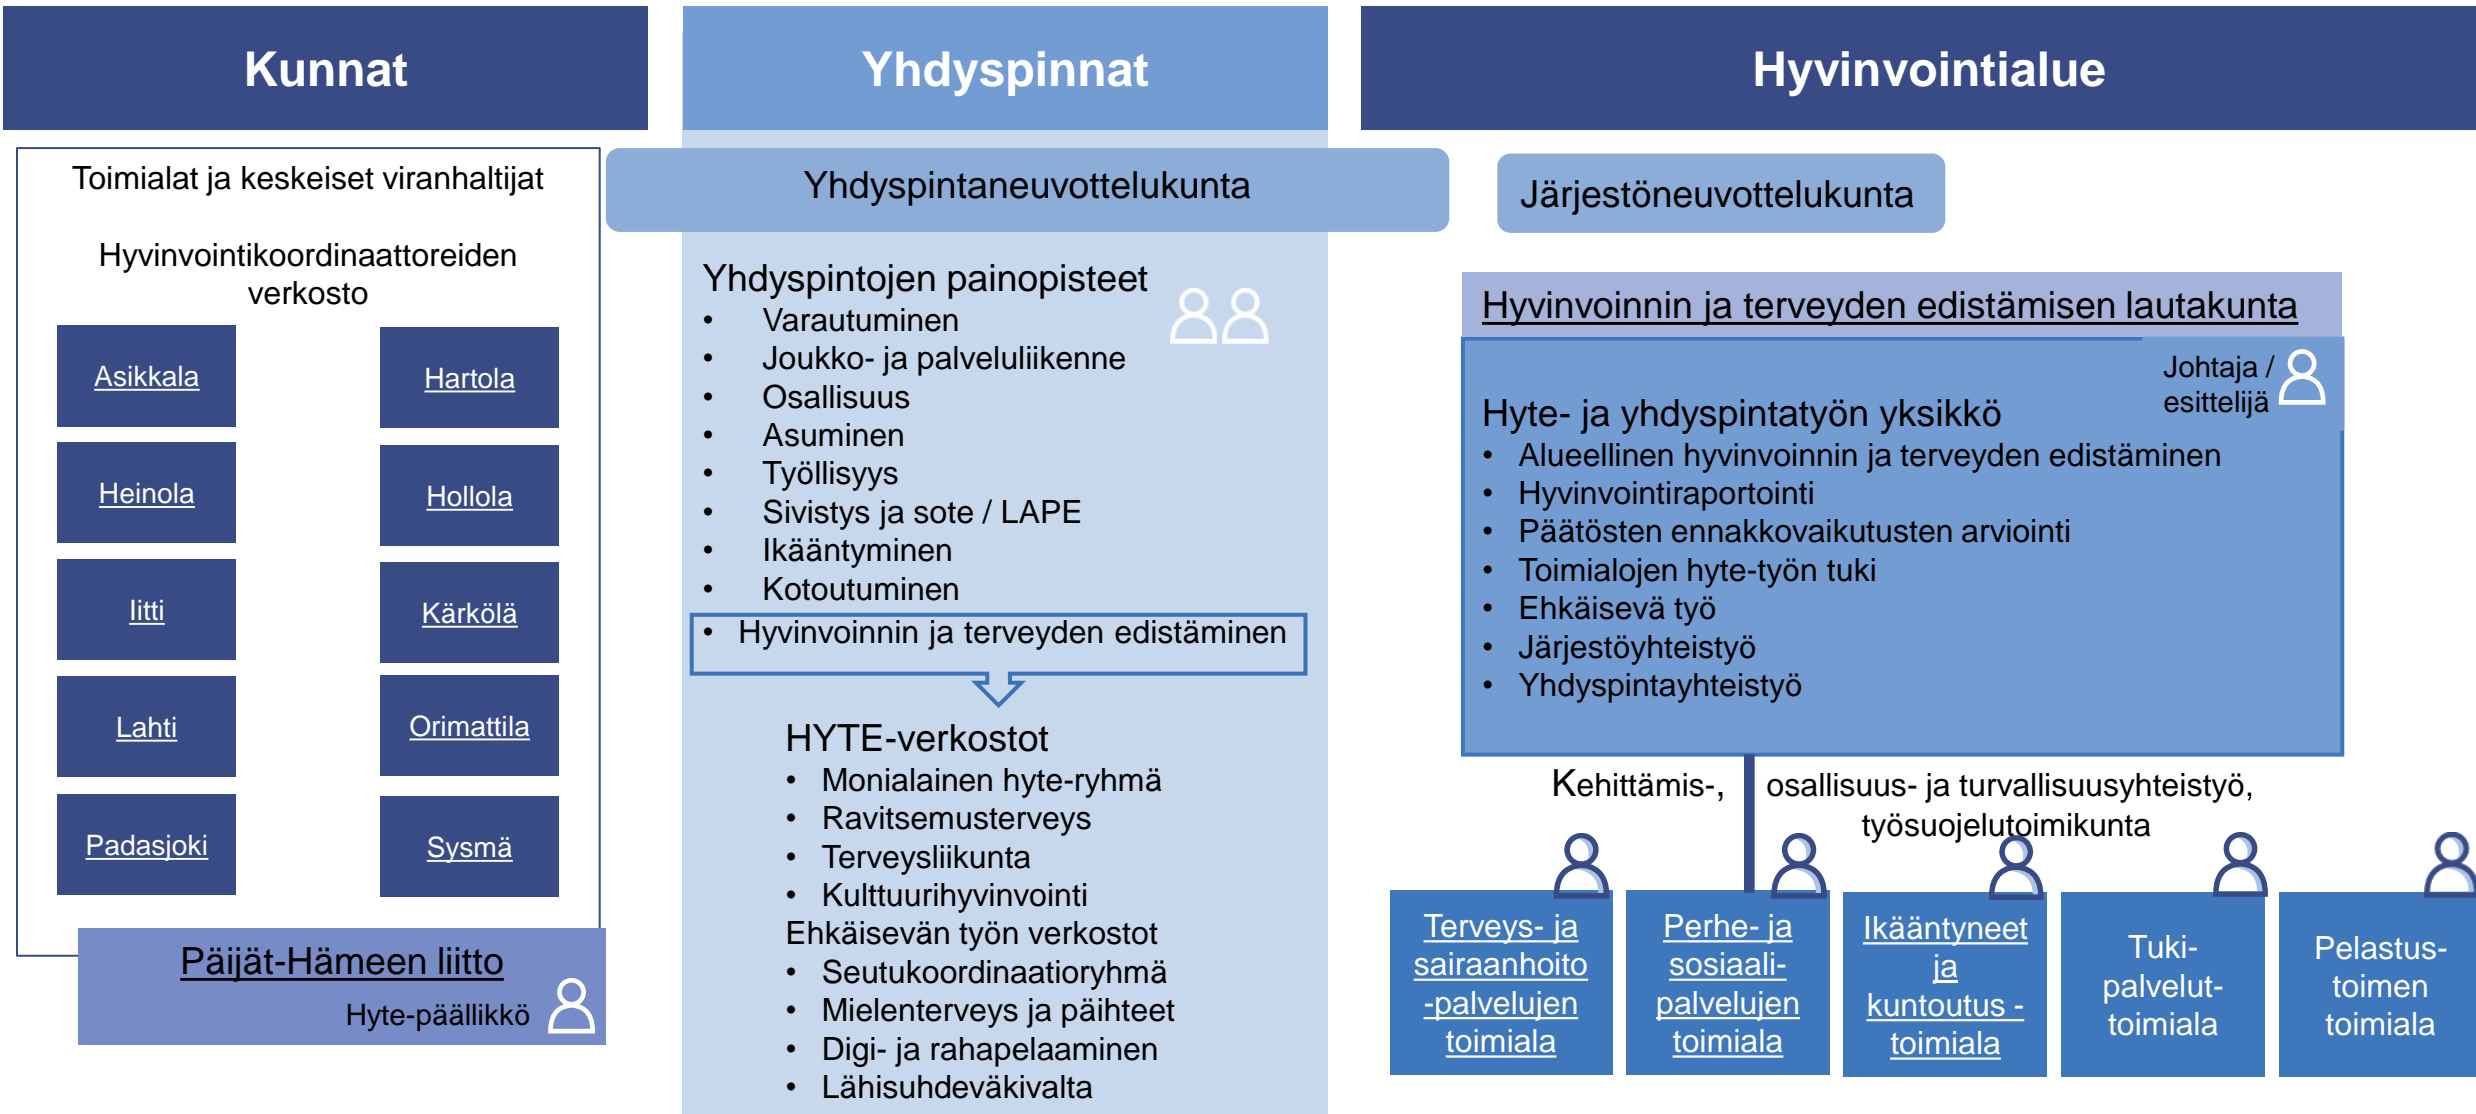 Kunnat
Toimialat ja keskeiset viranhaltijat
Hyvinvointikoordinaattoreiden
verkosto
Asikkala
Hartola
Heinola
Hollola
Iitti
Kärkölä
Lahti
Orimattila
Padasjoki
Sysmä
Päijät-Hämeen liitto
Hyte-päällikkö
Yhdyspinnat
Yhdyspintaneuvottelukunta
Yhdyspintojen painopisteet
• Varautuminen
• Joukko- ja palveluliikenne
• Osallisuus
• Asuminen
• Työllisyys
• Sivistys ja sote / LAPE
• Ikääntyminen
• Kotoutuminen
• Hyvinvoinnin ja terveyden edistäminen
HYTE-verkostot
• Monialainen hyte-ryhmä
• Ravitsemusterveys
• Terveysliikunta
• Kulttuurihyvinvointi
Ehkäisevän työn verkostot
• Seutukoordinaatioryhmä
• Mielenterveys ja päihteet
• Digi- ja rahapelaaminen
• Lähisuhdeväkivalta
Hyvinvointialue
Järjestöneuvottelukunta
Hyvinvoinnin ja terveyden edistämisen lautakunta
Johtaja /
esittelijä
Hyte- ja yhdyspintatyön yksikkö
• Alueellinen hyvinvoinnin ja terveyden edistäminen
• Hyvinvointiraportointi
• Päätösten ennakkovaikutusten arviointi
• Toimialojen hyte-työn tuki
• Ehkäisevä työ
• Järjestöyhteistyö
• Yhdyspintayhteistyö
Kehittämis-, osallisuus- ja turvallisuusyhteistyö,
työsuojelutoimikunta
Terveys- ja
sairaanhoito
-palvelujen
toimiala
Perhe- ja
sosiaali-
palvelujen
toimiala
Ikääntyneet
ja
kuntoutus -
toimiala
Tuki-
palvelut-
toimiala
Pelastus-
toimen
toimiala